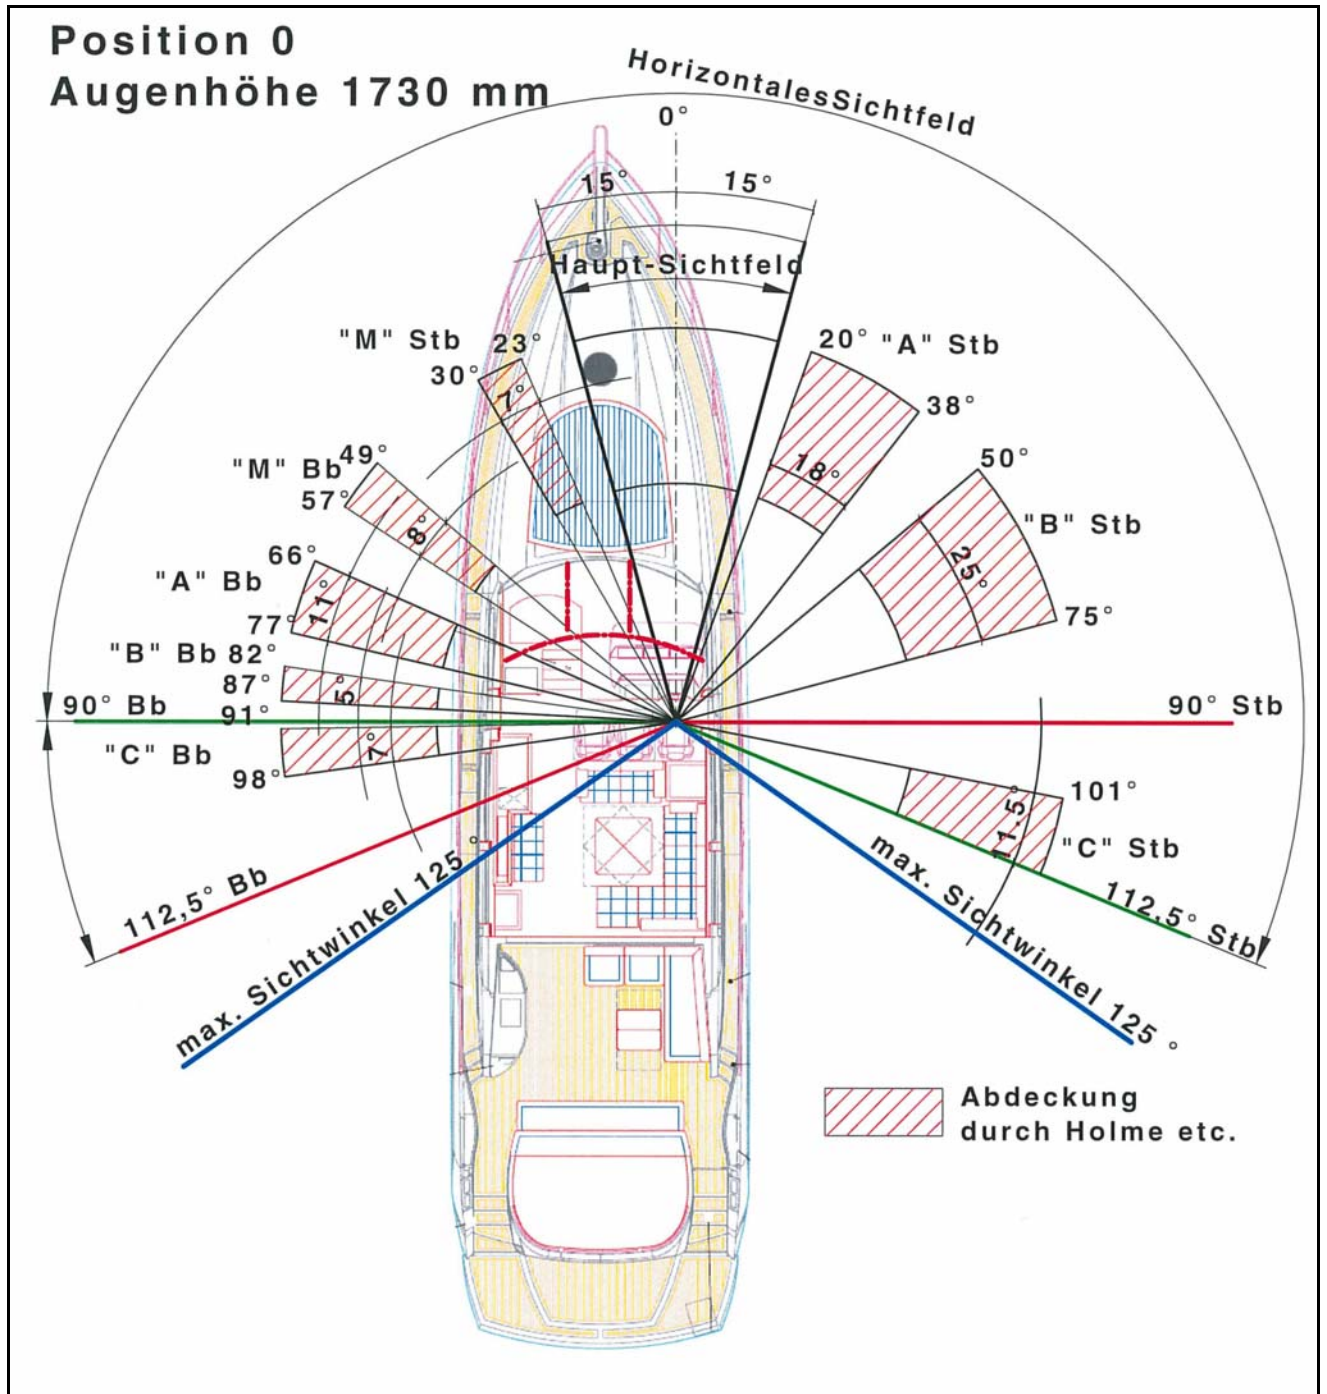 Position 0
Augenhöhe 1730 mm
HorizontalesSichtfeld
0°
15°
15°
Haupt-Sichtfeld
"M" Stb
23°
30°
7°
20° "A" Stb
38°
18°
"M" Bb
49°
57°
8°
50°
"B" Stb
25°
75°
66°
"A" Bb
11°
77°
"B" Bb
82°
87°
5°
90° Bb
91°
90° Stb
"C" Bb
7°
98°
101°
11.5°
"C" Stb
112,5° Bb
112,5° Stb
max. Sichtwinkel 125°
max. Sichtwinkel 125 °
Abdeckung
durch Holme etc.